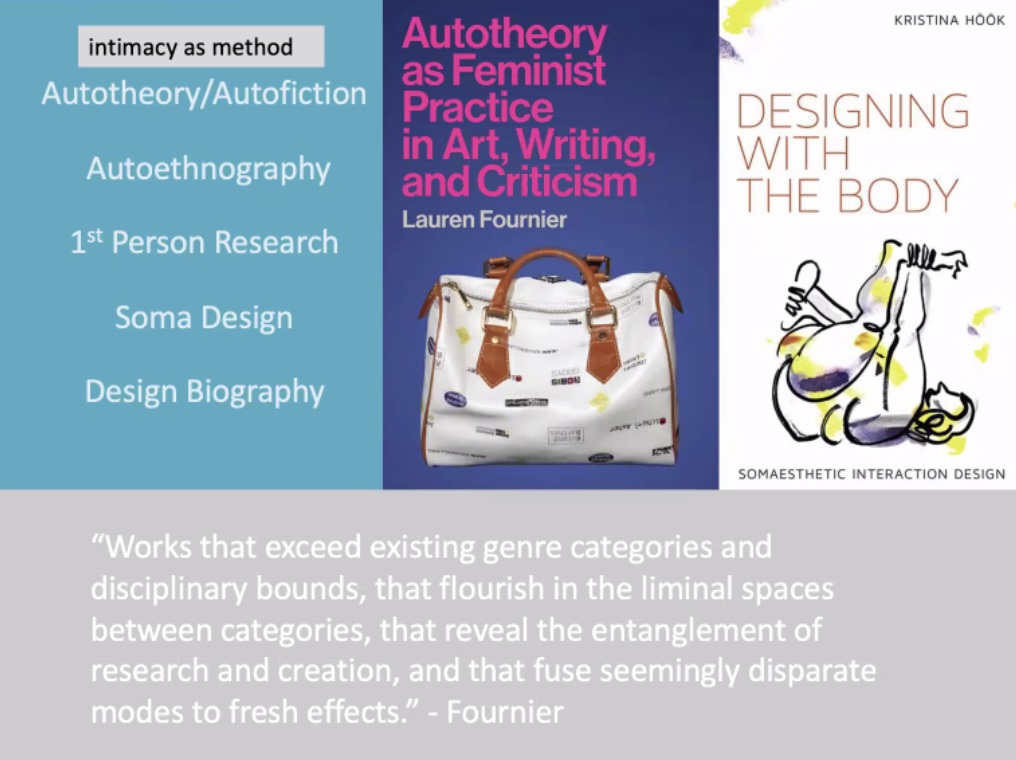 intimacy as method
Autotheory/Autofiction
Autoethnography
1st Person Research
Soma Design
Design Biography
Autotheory
as Feminist
Practice
in Art, Writing,
and Criticism
Lauren Fournier
KRISTINA HÖÖK
DESIGNING
WITH
THE BODY
SOMAESTHETIC INTERACTION DESIGN
“Works that exceed existing genre categories and
disciplinary bounds, that flourish in the liminal spaces
between categories, that reveal the entanglement of
research and creation, and that fuse seemingly disparate
modes to fresh effects.” - Fournier